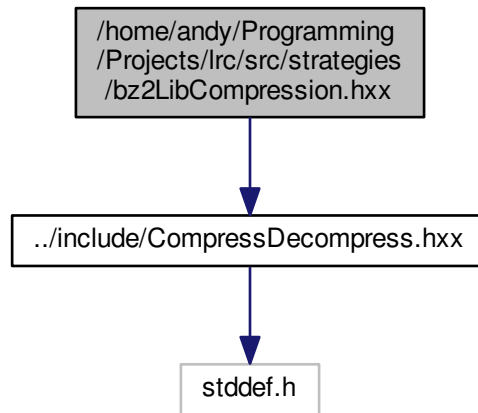 /home/andy/Programming
/Projects/lrc/src/strategies
/bz2LibCompression.hxx
../include/CompressDecompress.hxx
stddef.h